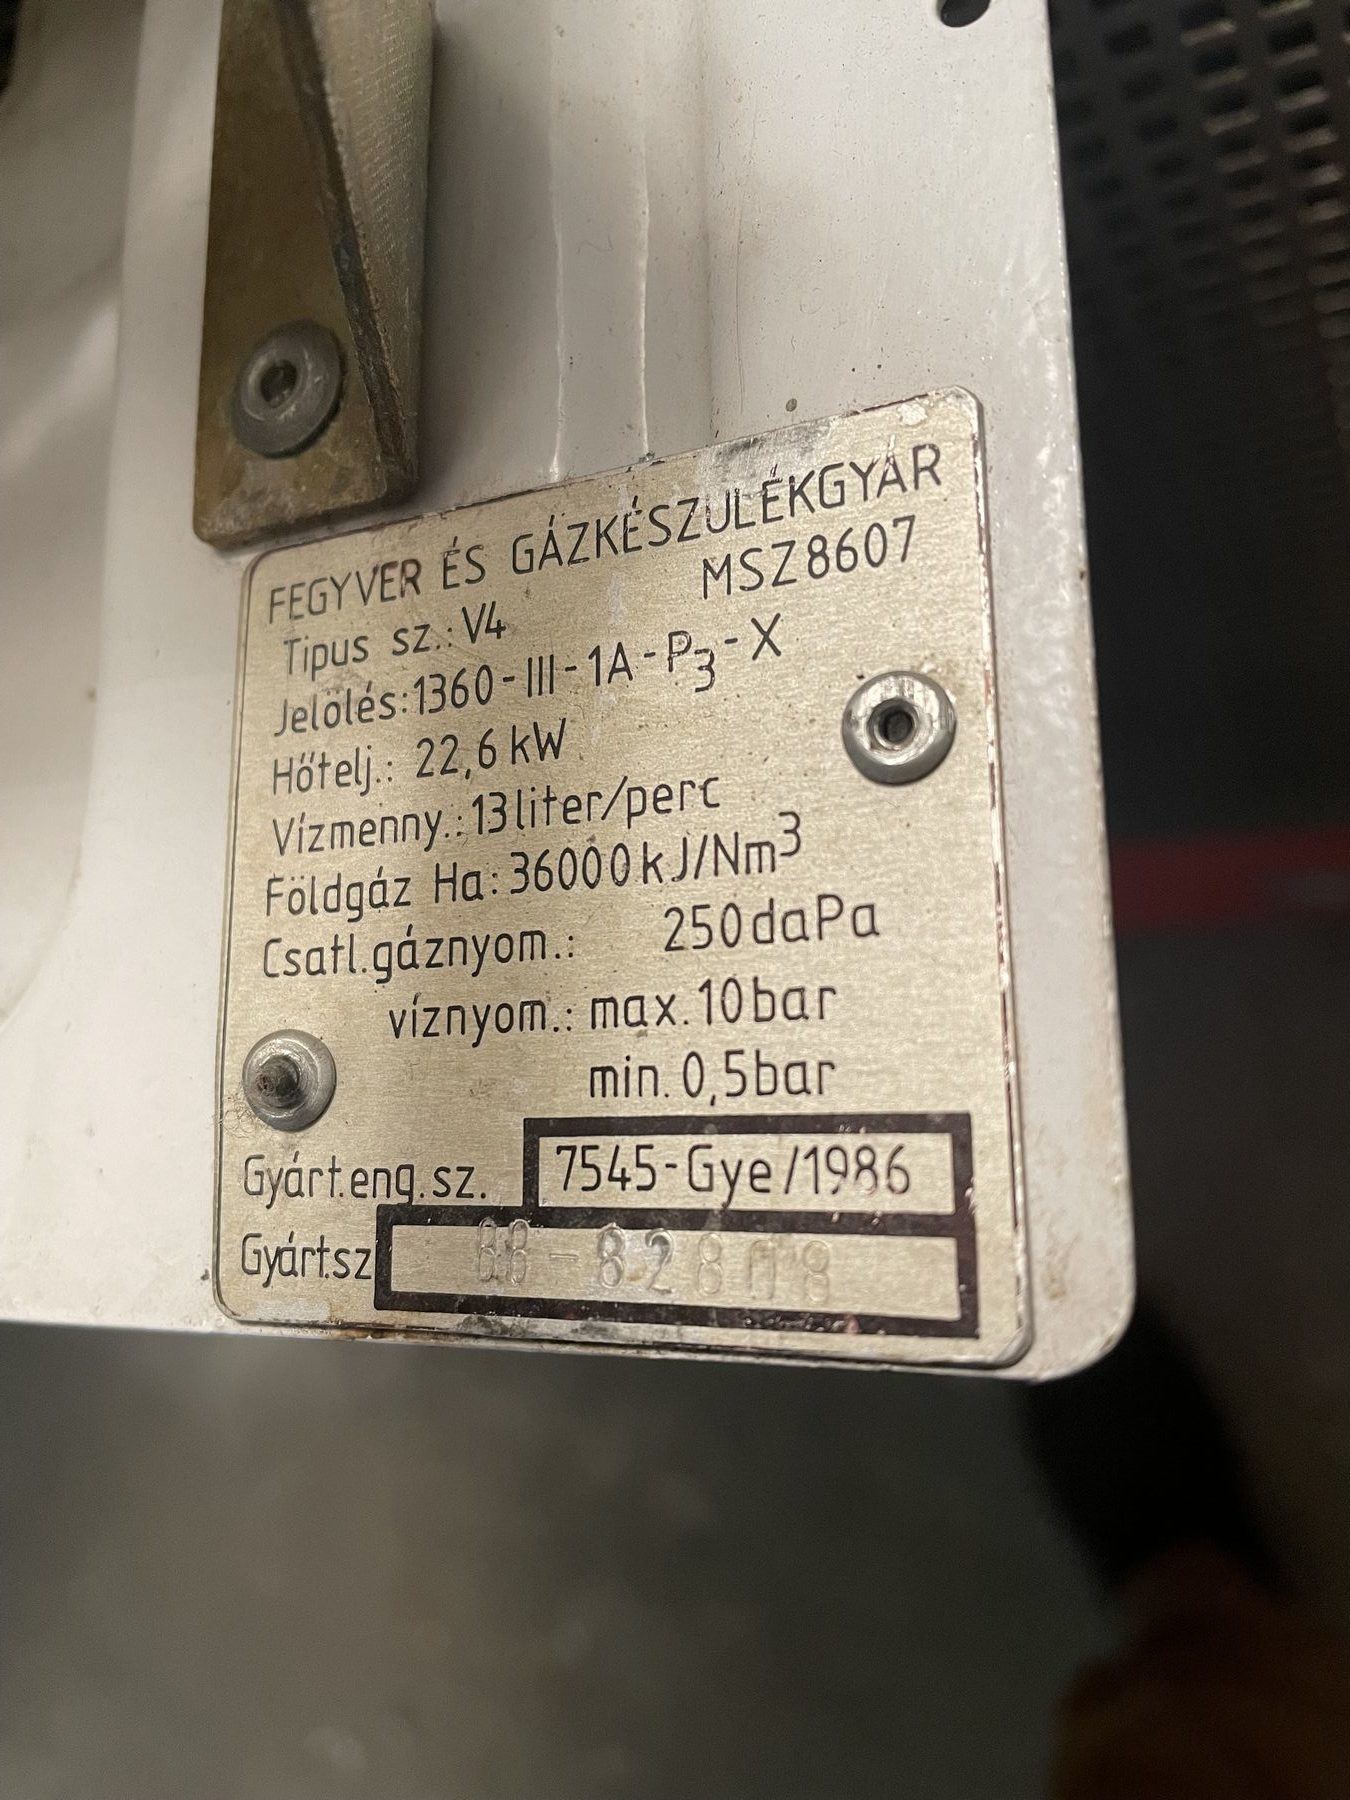 FEGYVER ÉS GÁZKÉSZÜLÉKGYÁR
Tipus sz.: V4 MSZ 8607
Jelölés: 1360-III-1A-P3-X
Hőtelj.: 22,6 kW
Vízmenny.: 13 liter/perc
Földgáz Ha: 36000 kJ/Nm³
Csatl. gáznyom.: 250 daPa
víznyom.: max. 10 bar
min. 0,5 bar
Gyárt. eng. sz. 7545-Gye/1986
Gyárt.sz